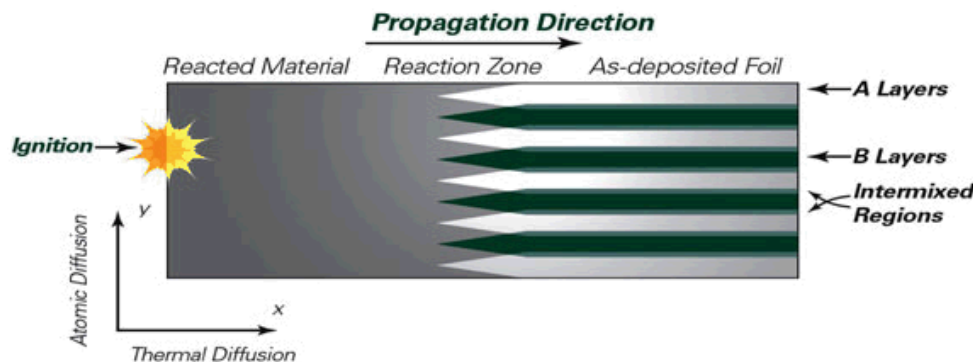 Propagation Direction
Reacted Material
Reaction Zone
As-deposited Foil
A Layers
Ignition
B Layers
Intermixed
Regions
y
x
Atomic Diffusion
Thermal Diffusion